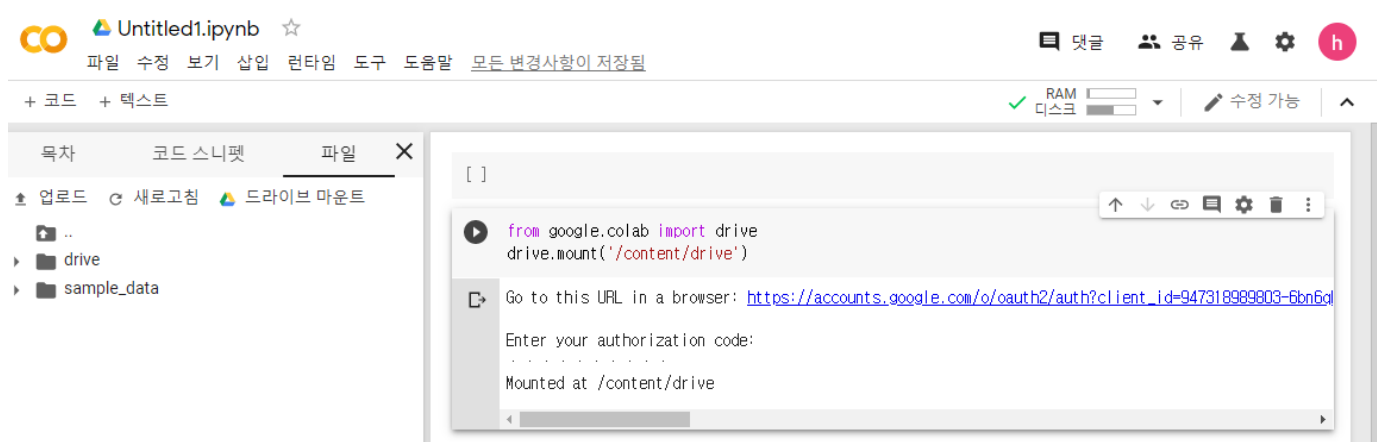 Untitled1.ipynb
파일 수정 보기 삽입 런타임 도구 도움말 모든 변경사항이 저장됨
댓글 공유 h
+ 코드 + 텍스트
RAM
디스크
수정 가능
목차 코드 스니펫 파일
업로드 새로고침 드라이브 마운트
..
drive
sample_data
[ ]
from google.colab import drive
drive.mount('/content/drive')
Go to this URL in a browser: https://accounts.google.com/o/oauth2/auth?client_id=947318989803-6bn6q
Enter your authorization code:
··········
Mounted at /content/drive